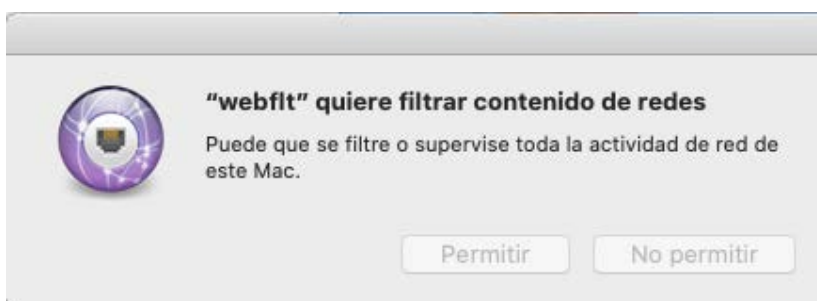 “webflt” quiere filtrar contenido de redes
Puede que se filtre o supervise toda la actividad de red de
este Mac.
Permitir
No permitir